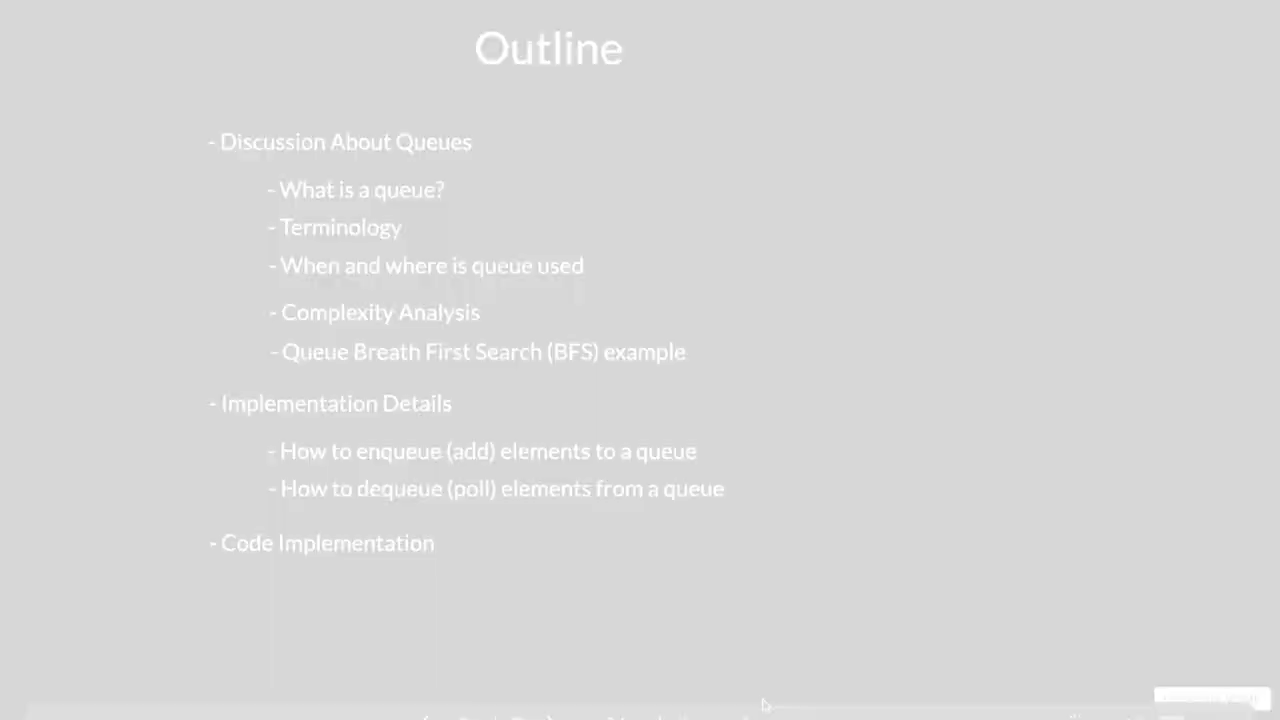 Outline
- Discussion About Queues
- What is a queue?
- Terminology
- When and where is queue used
- Complexity Analysis
- Queue Breath First Search (BFS) example
- Implementation Details
- How to enqueue (add) elements to a queue
- How to dequeue (poll) elements from a queue
- Code Implementation